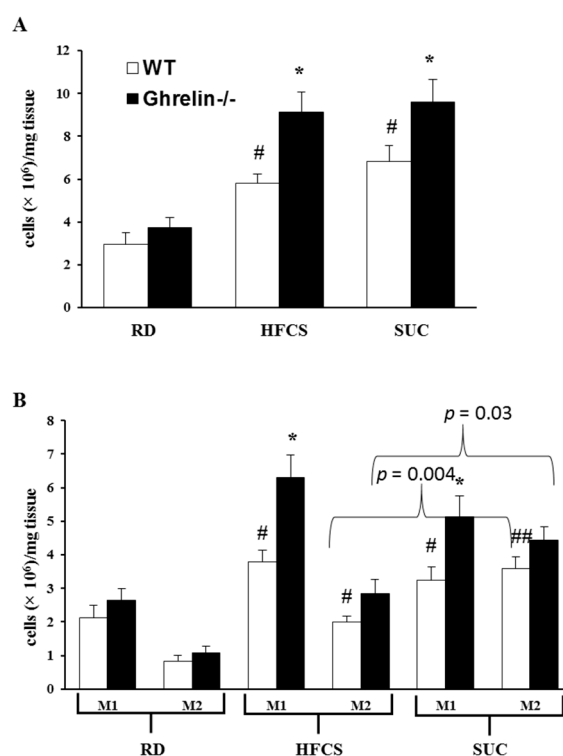 A
12
10
8
6
4
2
0
cells (× 10⁶)/mg tissue
WT
Ghrelin-/-
#
*
#
*
RD HFCS SUC
B
8
7
6
5
4
3
2
1
0
cells (× 10⁶)/mg tissue
p = 0.03
p = 0.004
#
*
#
#
*
##
M1 M2 M1 M2 M1 M2
RD HFCS SUC